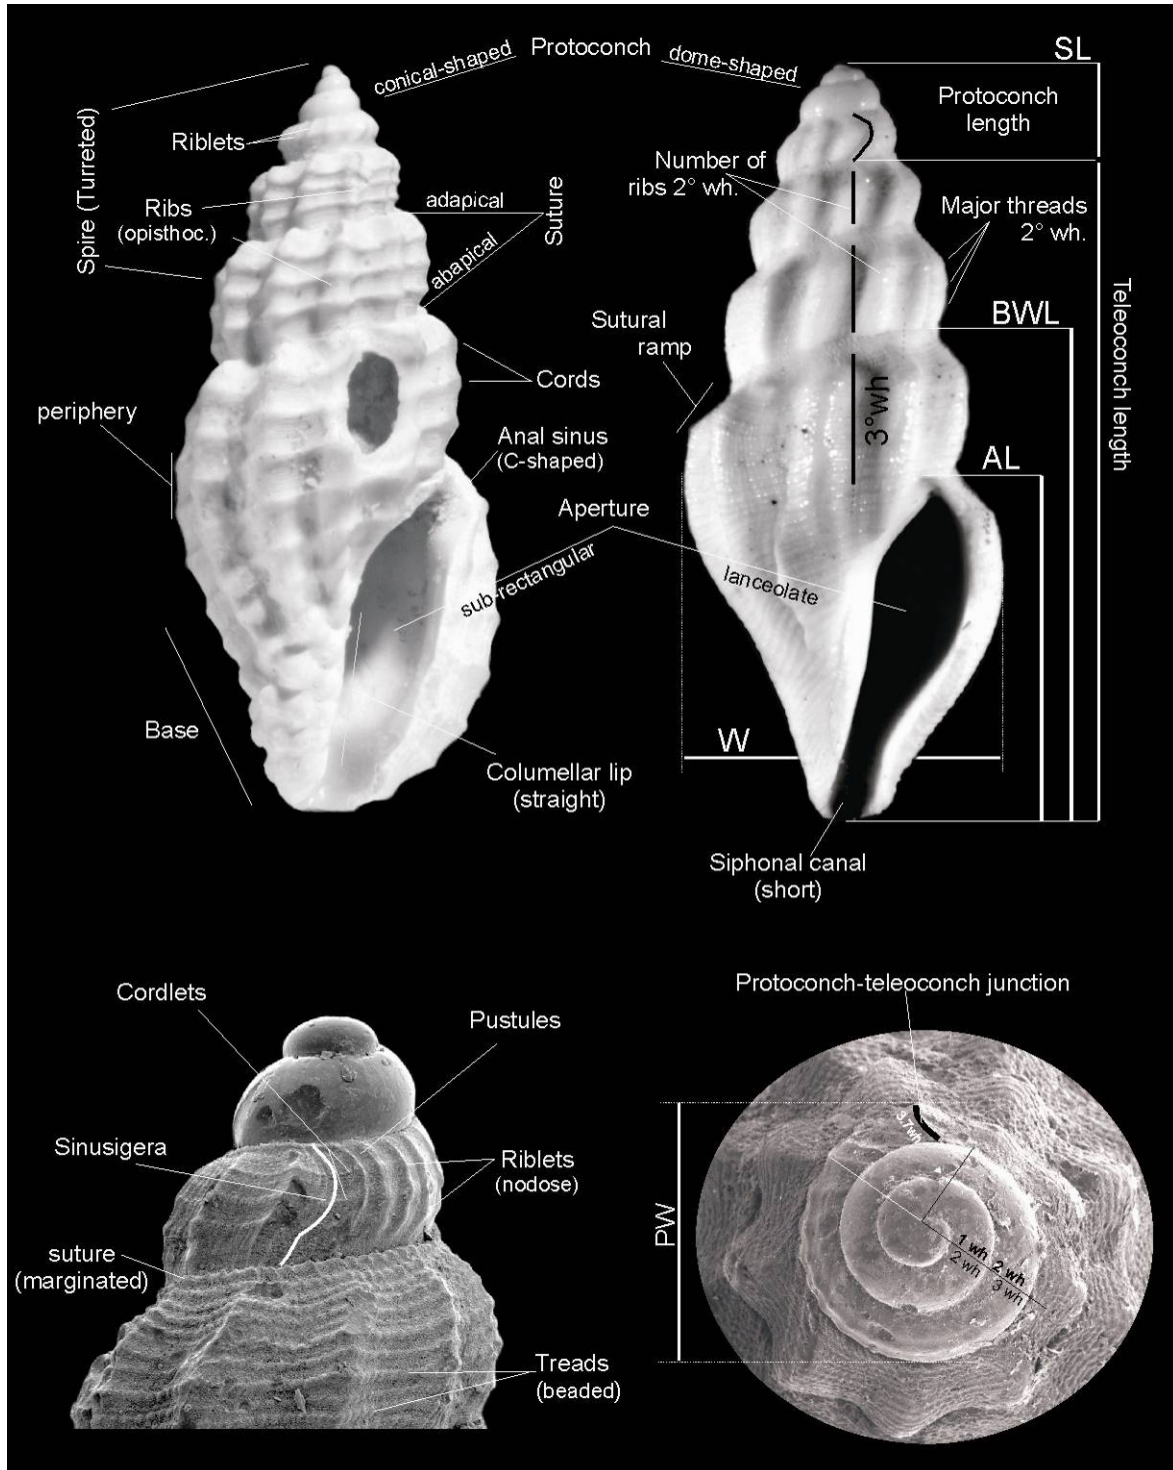 conical-shaped
Protoconch
dome-shaped
SL
Protoconch
length
Riblets
Number of
ribs 2° wh.
Spire (Turreted)
Ribs
(opisthoc.)
adapical
Suture
abapical
Major threads
2° wh.
Teleoconch length
Sutural
ramp
BWL
Cords
3°wh
periphery
Anal sinus
(C-shaped)
AL
Aperture
sub-rectangular
lanceolate
Base
W
Columellar lip
(straight)
Siphonal canal
(short)
Cordlets
Pustules
Protoconch-teleoconch junction
Sinusigera
Riblets
(nodose)
3.7wh
PW
1 wh 2 wh
2 wh 3 wh
suture
(marginated)
Treads
(beaded)